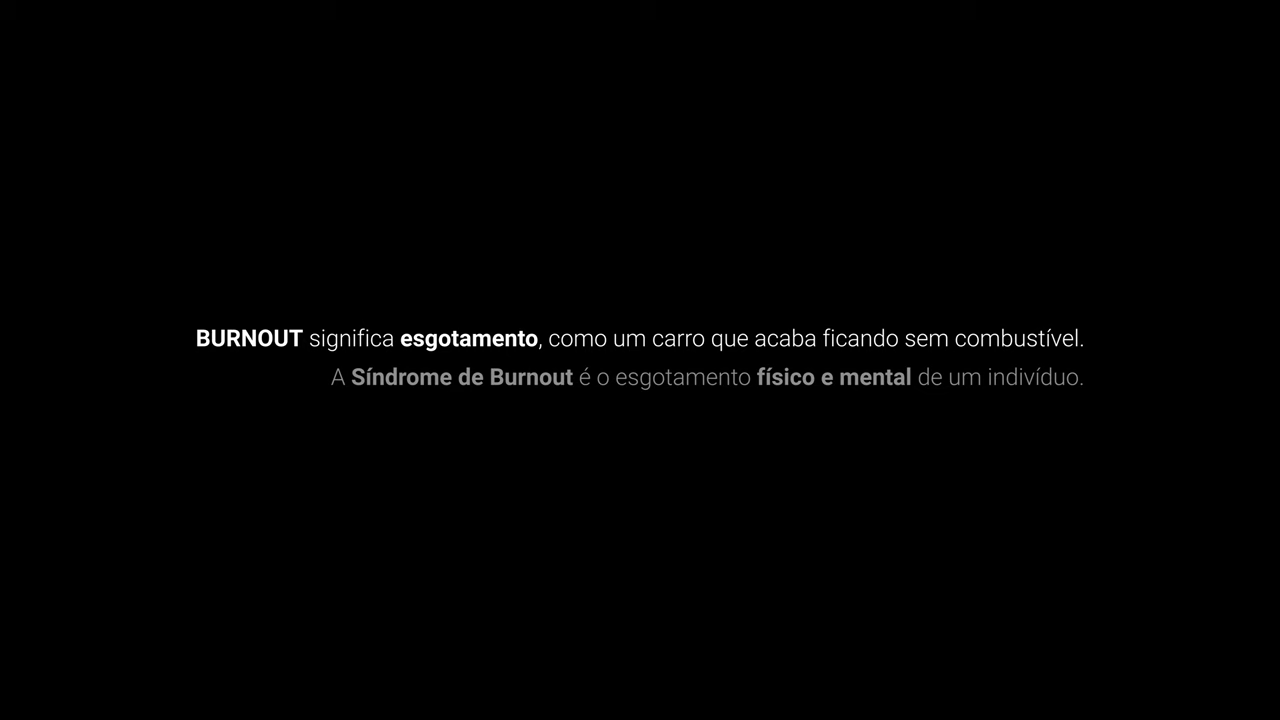 BURNOUT significa esgotamento, como um carro que acaba ficando sem combustível.
A Síndrome de Burnout é o esgotamento físico e mental de um indivíduo.